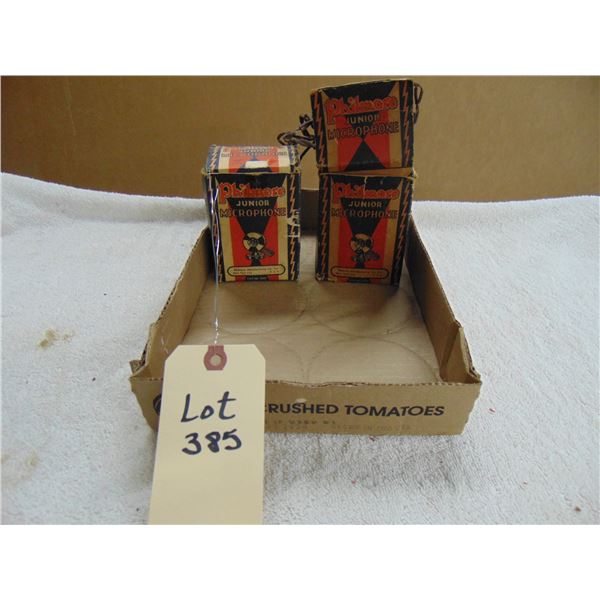 Philmore
JUNIOR
MICROPHONE
Philmore
JUNIOR
MICROPHONE
Philmore
JUNIOR
MICROPHONE
CRUSHED TOMATOES
Lot
385